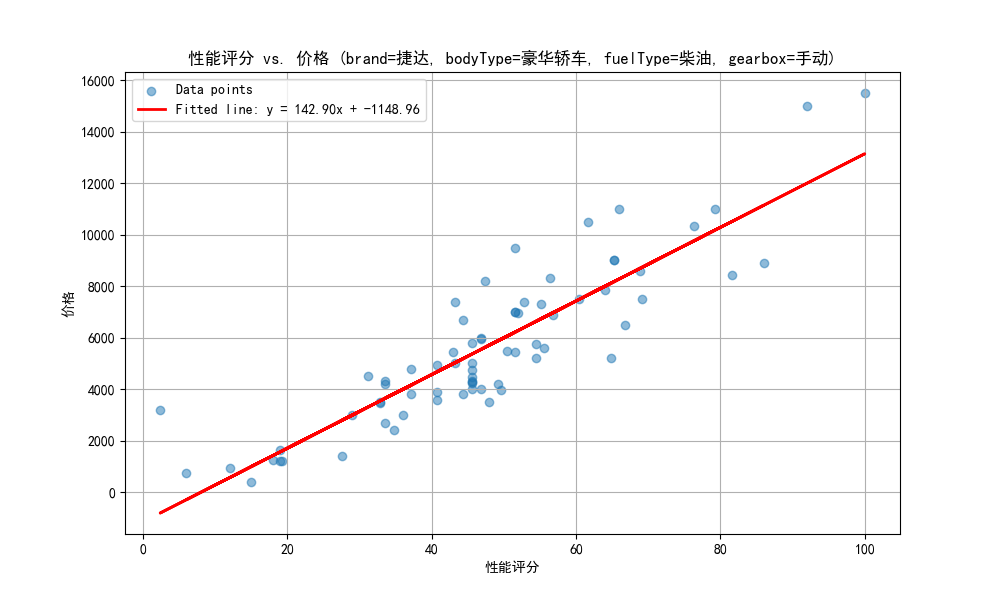 性能评分 vs. 价格 (brand=捷达, bodyType=豪华轿车, fuelType=柴油, gearbox=手动)
Data points
Fitted line: y = 142.90x + -1148.96
16000
14000
12000
10000
8000
6000
4000
2000
0
价格
0 20 40 60 80 100
性能评分